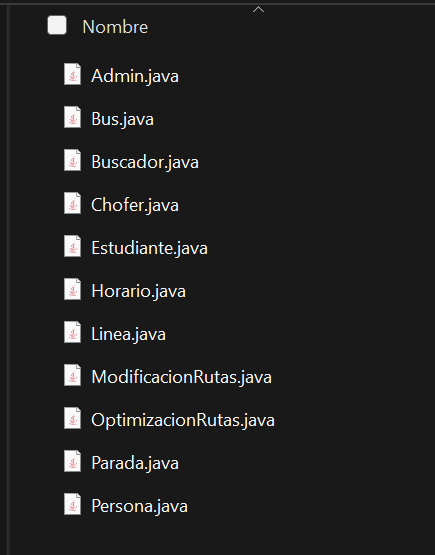 Nombre
Admin.java
Bus.java
Buscador.java
Chofer.java
Estudiante.java
Horario.java
Linea.java
ModificacionRutas.java
OptimizacionRutas.java
Parada.java
Persona.java